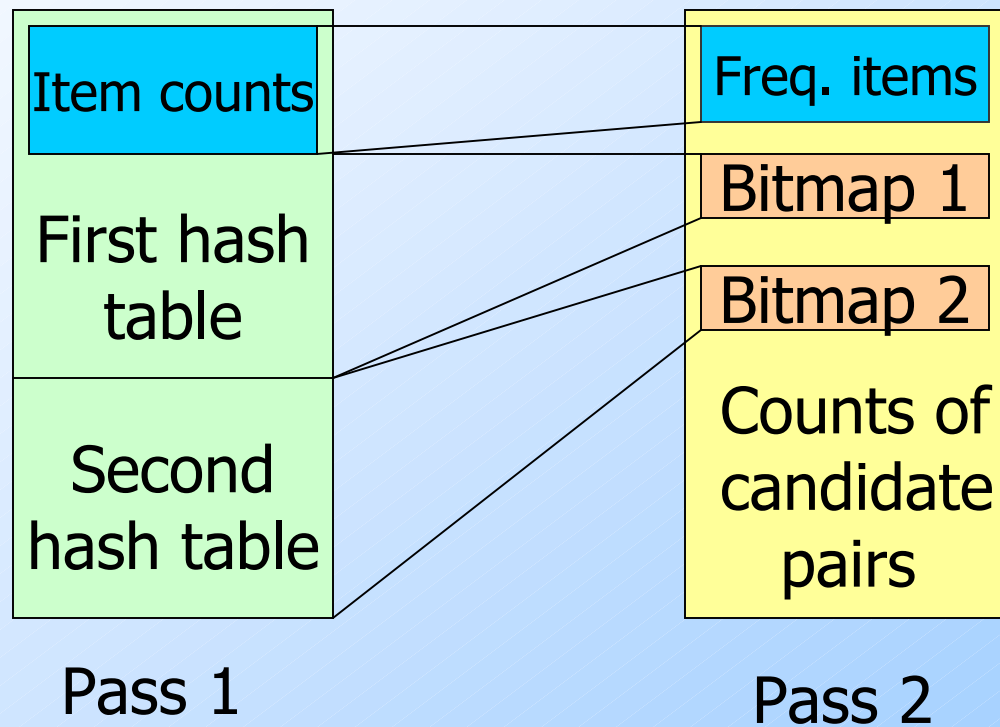 Item counts
First hash
table
Second
hash table
Pass 1
Freq. items
Bitmap 1
Bitmap 2
Counts of
candidate
pairs
Pass 2